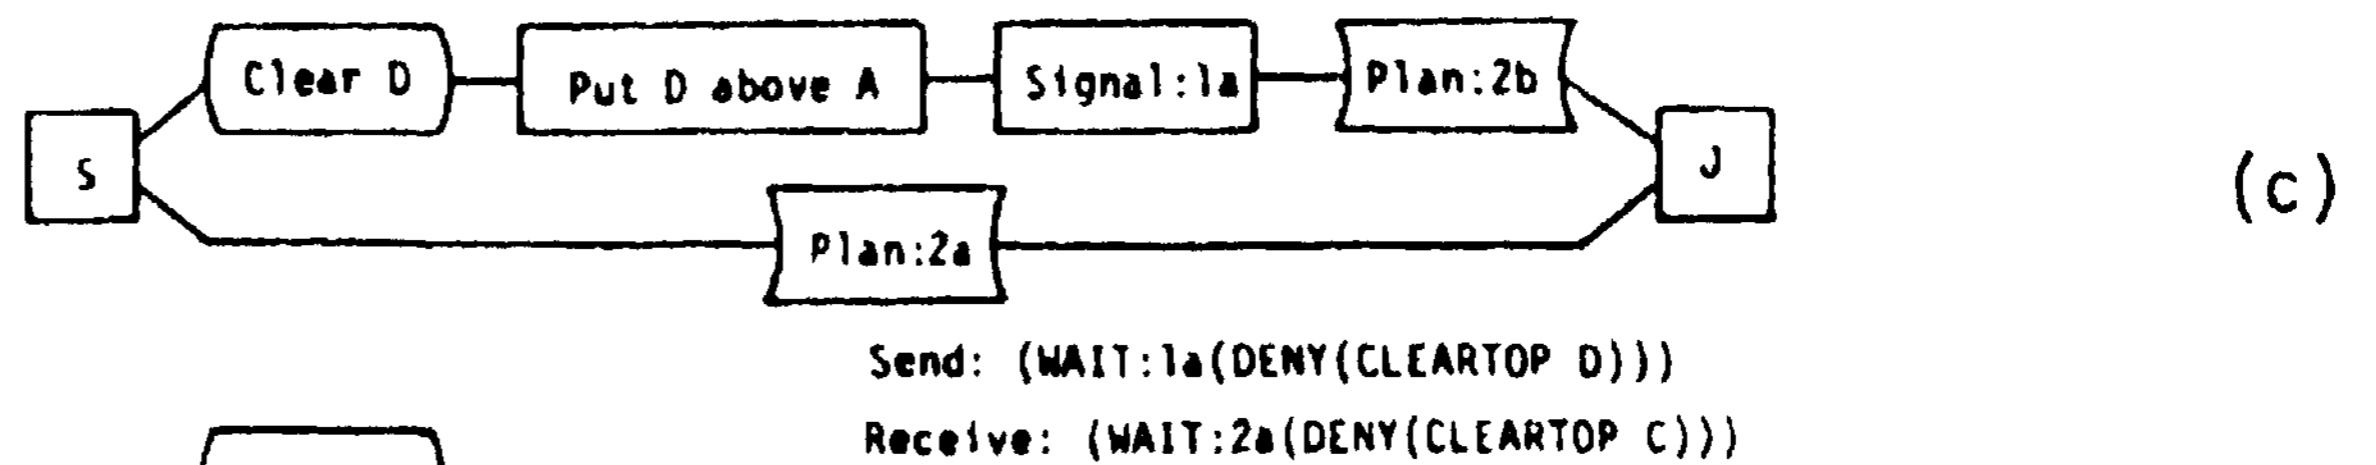 Clear D
Put D above A
Signal:1a
Plan:2b
S
J
(c)
Plan:2a
Send: (WAIT:1a(DENY(CLEARTOP D)))
Receive: (WAIT:2a(DENY(CLEARTOP C)))